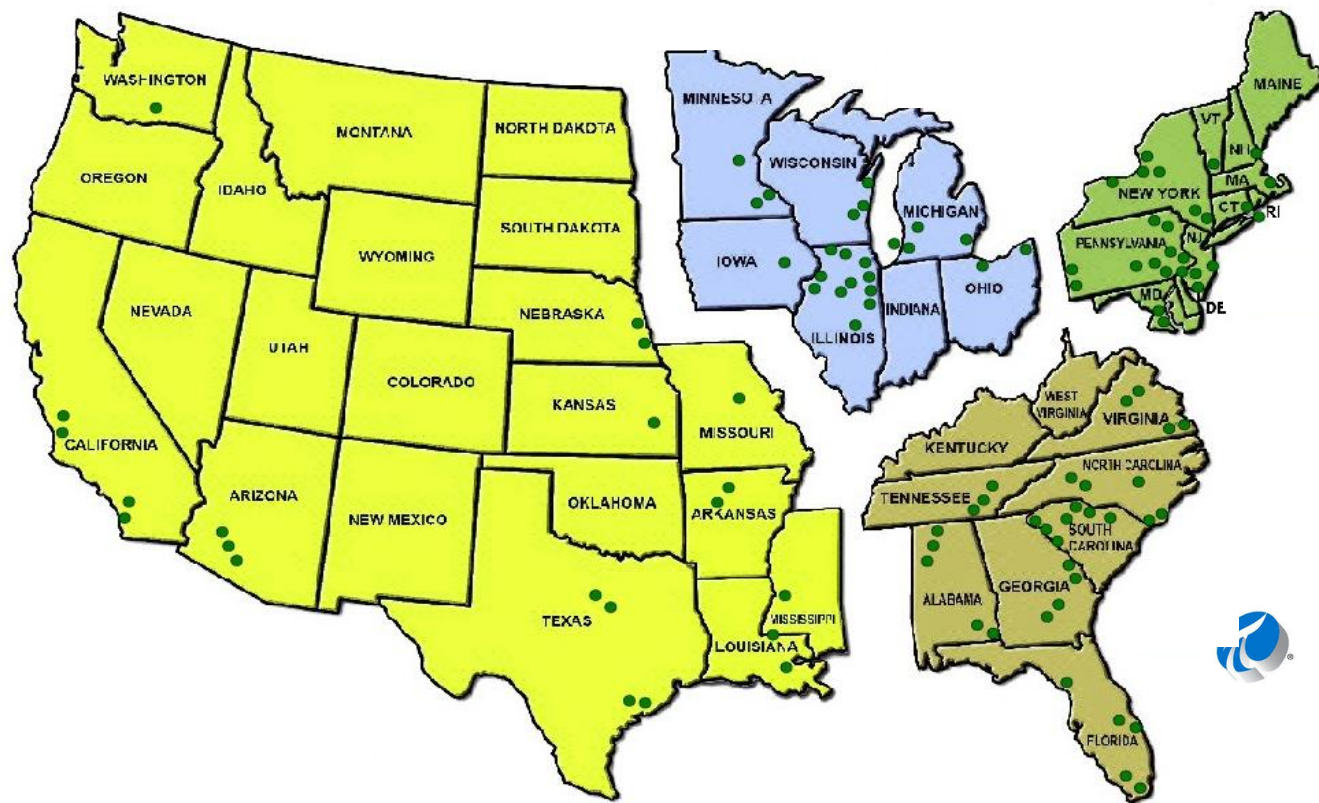 WASHINGTON
MONTANA
NORTH DAKOTA
OREGON
IDAHO
SOUTH DAKOTA
WYOMING
NEBRASKA
NEVADA
UTAH
COLORADO
KANSAS
MISSOURI
CALIFORNIA
ARIZONA
NEW MEXICO
OKLAHOMA
ARKANSAS
TEXAS
MISSISSIPPI
LOUISIANA
MINNESOTA
WISCONSIN
MICHIGAN
IOWA
OHIO
INDIANA
ILLINOIS
MAINE
VT
NH
NEW YORK
MA
CT
RI
PENNSYLVANIA
NJ
MD
DE
WEST
VIRGINIA
VIRGINIA
KENTUCKY
NORTH CAROLINA
TENNESSEE
SOUTH
CAROLINA
GEORGIA
ALABAMA
FLORIDA
®